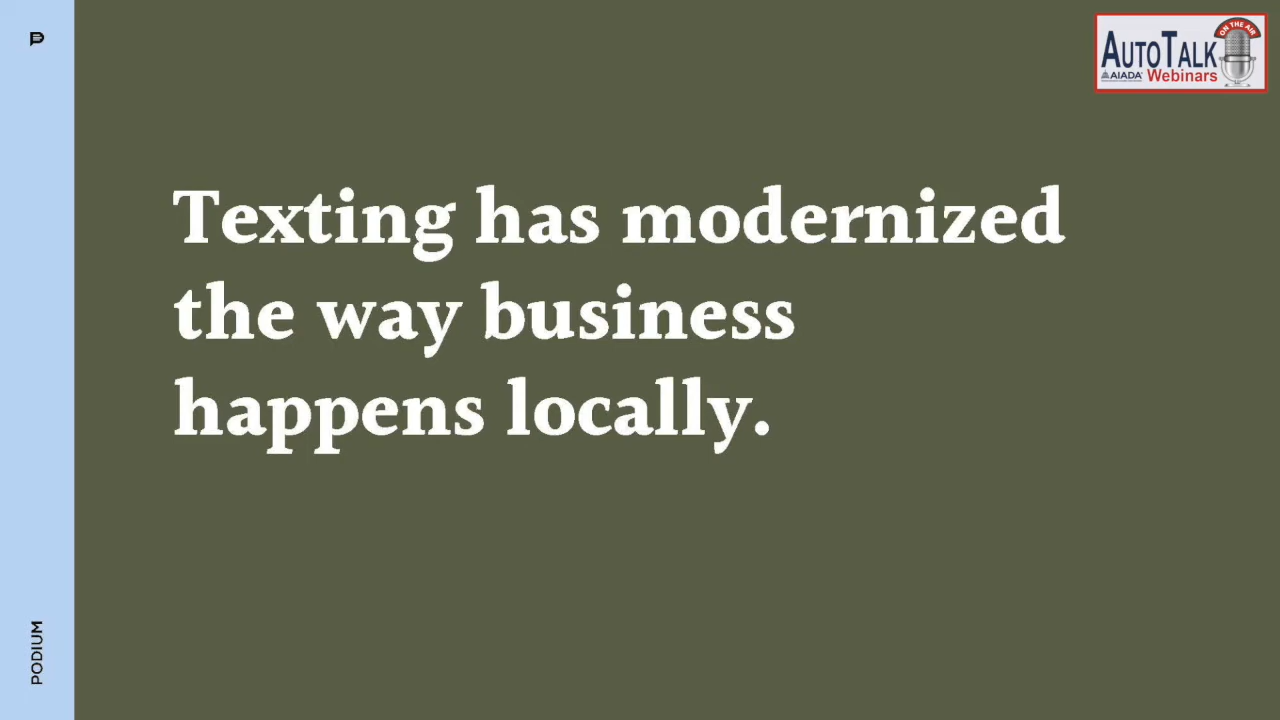 AUTOTALK
ON THE AIR
AIADA
Webinars
Texting has modernized
the way business
happens locally.
PODIUM